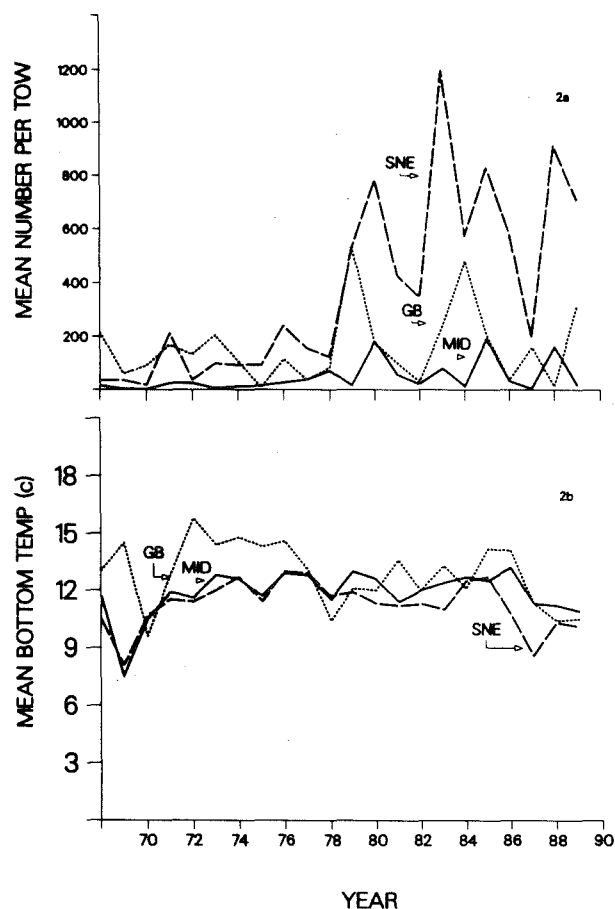 MEAN NUMBER PER TOW
1200
1000
800
600
400
200
2a
SNE
GB
MID
MEAN BOTTOM TEMP (c)
18
15
12
9
6
3
2b
GB
MID
SNE
70 72 74 76 78 80 82 84 86 88 90
YEAR